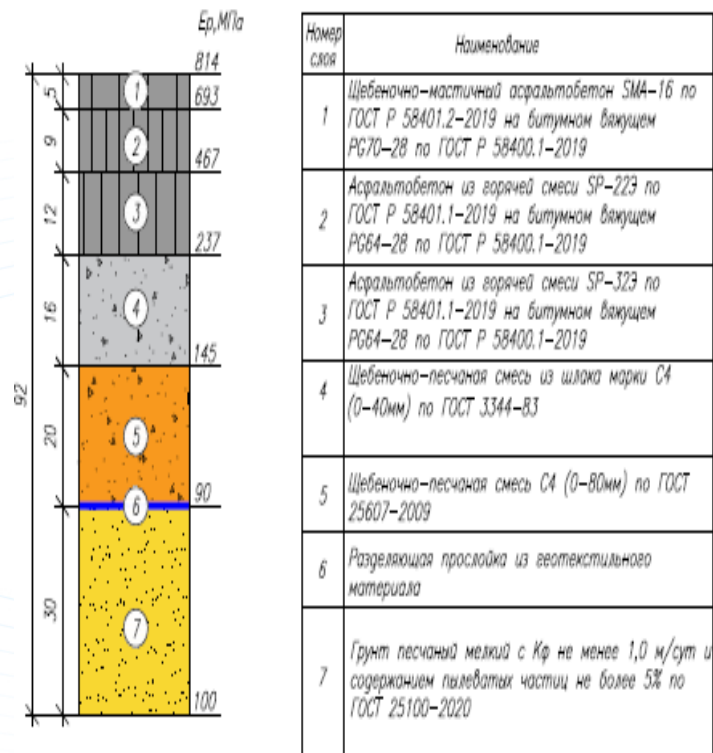 Ер,МПа
814
5
1
693
9
2
467
12
3
237
16
4
145
92
20
5
90
6
30
7
100
Номер
слоя
Наименование
1
Щебеночно-мастичный асфальтобетон SMA-16 по
ГОСТ Р 58401.2-2019 на битумном вяжущем
PG70-28 по ГОСТ Р 58400.1-2019
2
Асфальтобетон из горячей смеси SP-22Э по
ГОСТ Р 58401.1-2019 на битумном вяжущем
PG64-28 по ГОСТ Р 58400.1-2019
3
Асфальтобетон из горячей смеси SP-32Э по
ГОСТ Р 58401.1-2019 на битумном вяжущем
PG64-28 по ГОСТ Р 58400.1-2019
4
Щебеночно-песчаная смесь из шлака марки С4
(0-40мм) по ГОСТ 3344-83
5
Щебеночно-песчаная смесь С4 (0-80мм) по ГОСТ
25607-2009
6
Разделяющая прослойка из геотекстильного
материала
7
Грунт песчаный мелкий с Кф не менее 1,0 м/сут и
содержанием пылеватых частиц не более 5% по
ГОСТ 25100-2020